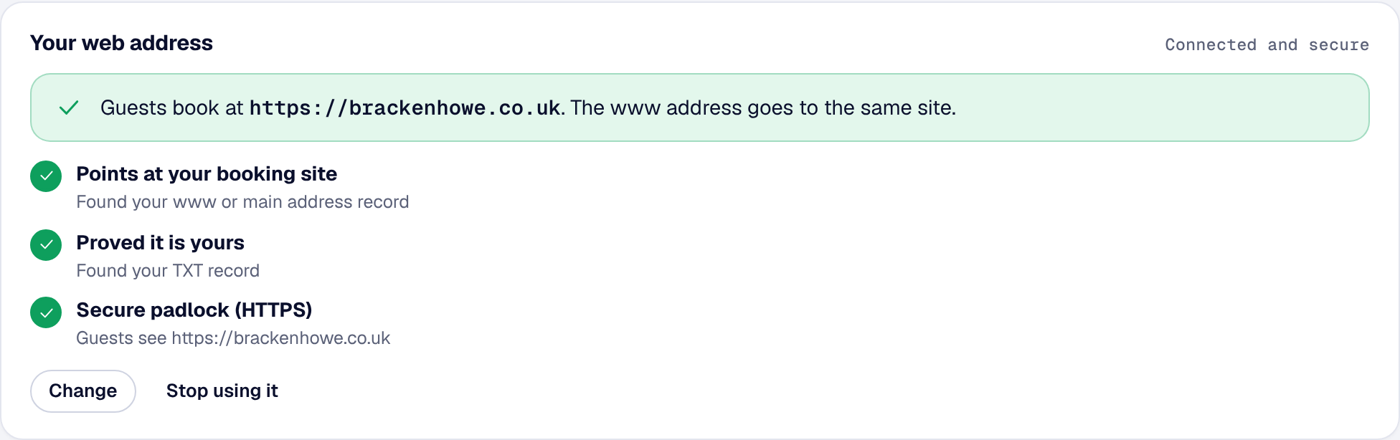 Your web address
Connected and secure
Guests book at https://brackenhowe.co.uk. The www address goes to the same site.
Points at your booking site
Found your www or main address record
Proved it is yours
Found your TXT record
Secure padlock (HTTPS)
Guests see https://brackenhowe.co.uk
Change
Stop using it